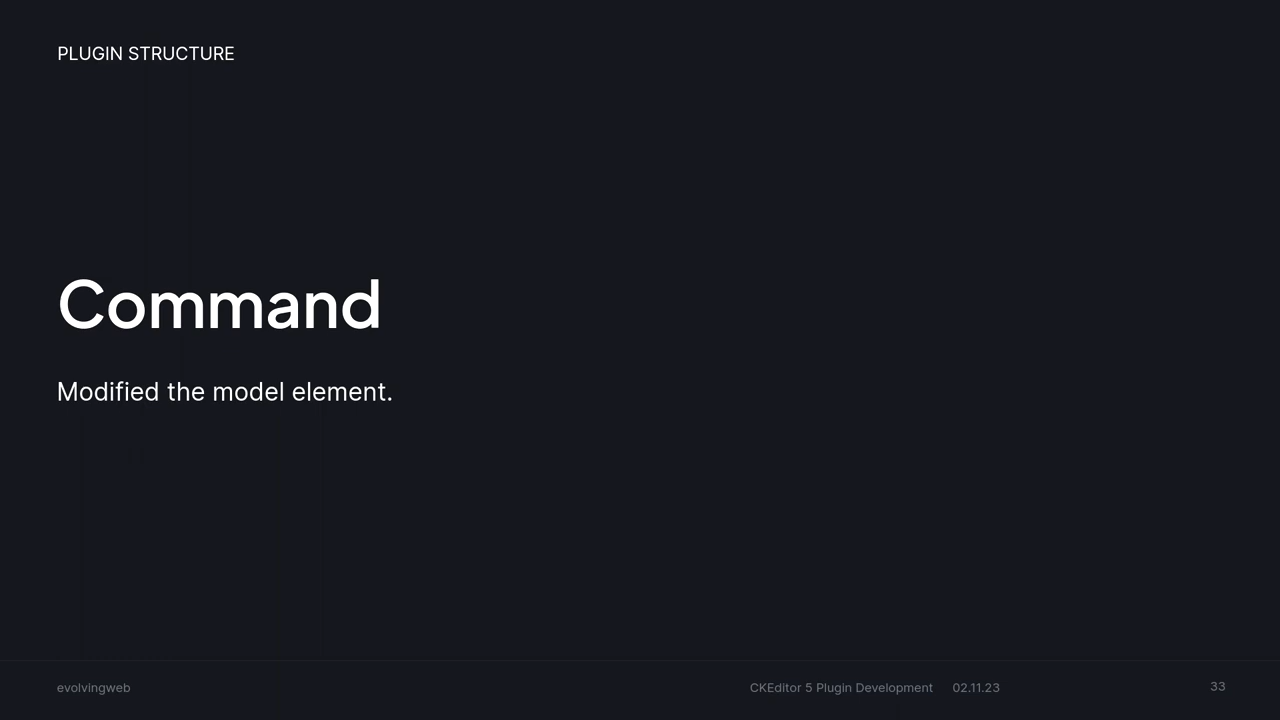 PLUGIN STRUCTURE
Command
Modified the model element.
evolvingweb
CKEditor 5 Plugin Development 02.11.23
33